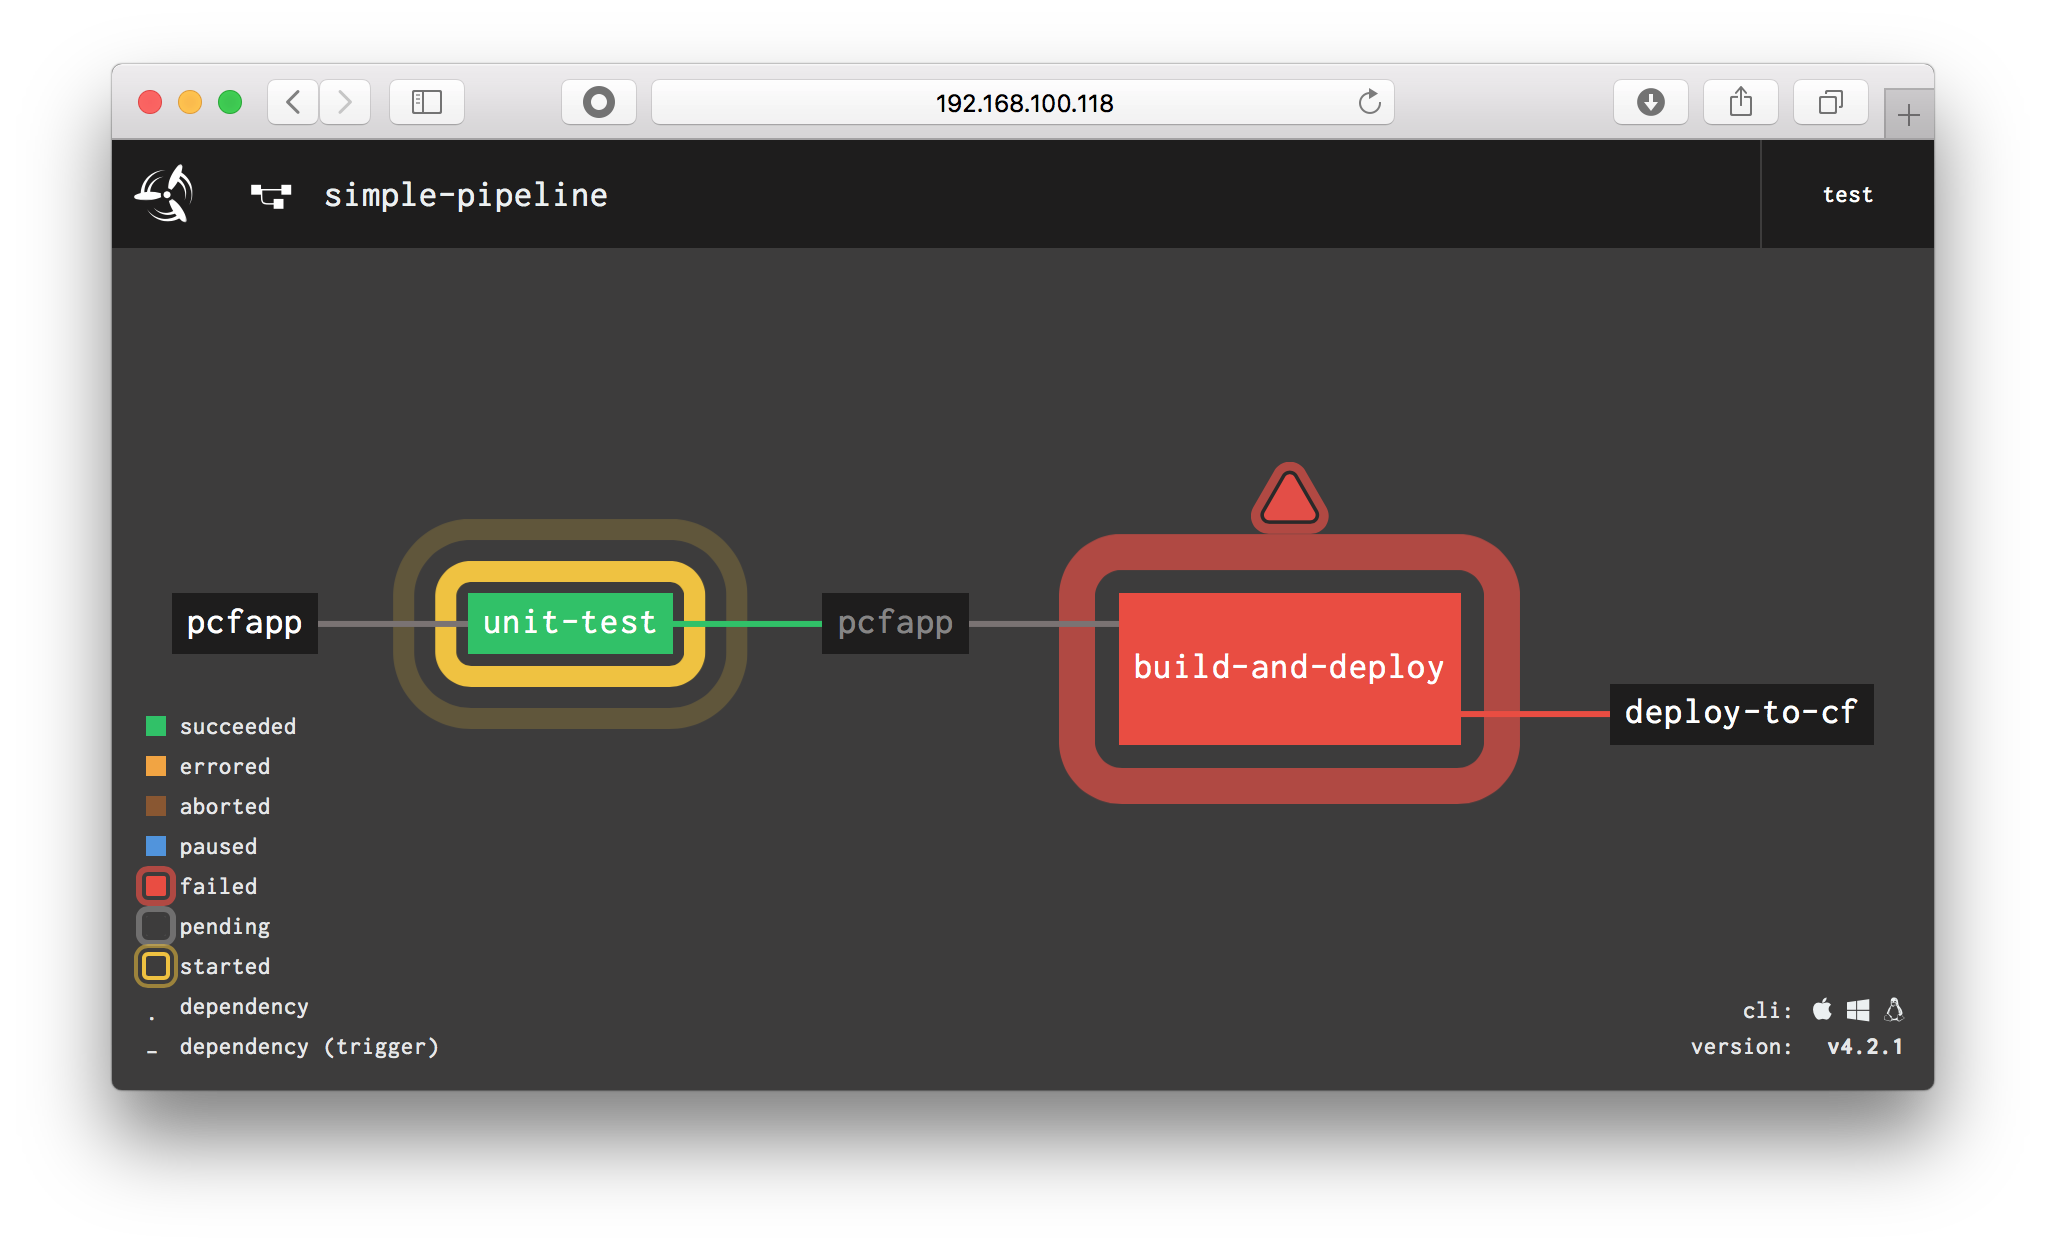 192.168.100.118
simple-pipeline
test
pcfapp
unit-test
pcfapp
build-and-deploy
deploy-to-cf
succeeded
errored
aborted
paused
failed
pending
started
. dependency
- dependency (trigger)
cli:
version: v4.2.1